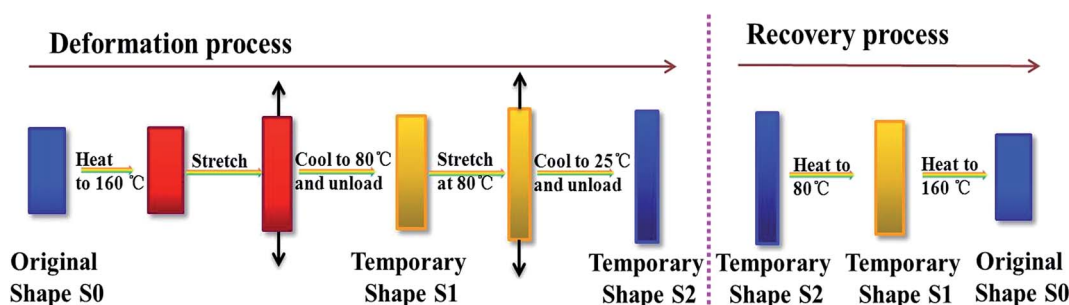 Deformation process
Recovery process
Heat
to 160℃
Stretch
Cool to 80℃
and unload
Stretch
at 80℃
Cool to 25℃
and unload
Heat to
80℃
Heat to
160℃
Original
Shape S0
Temporary
Shape S1
Temporary
Shape S2
Temporary
Shape S2
Temporary
Shape S1
Original
Shape S0